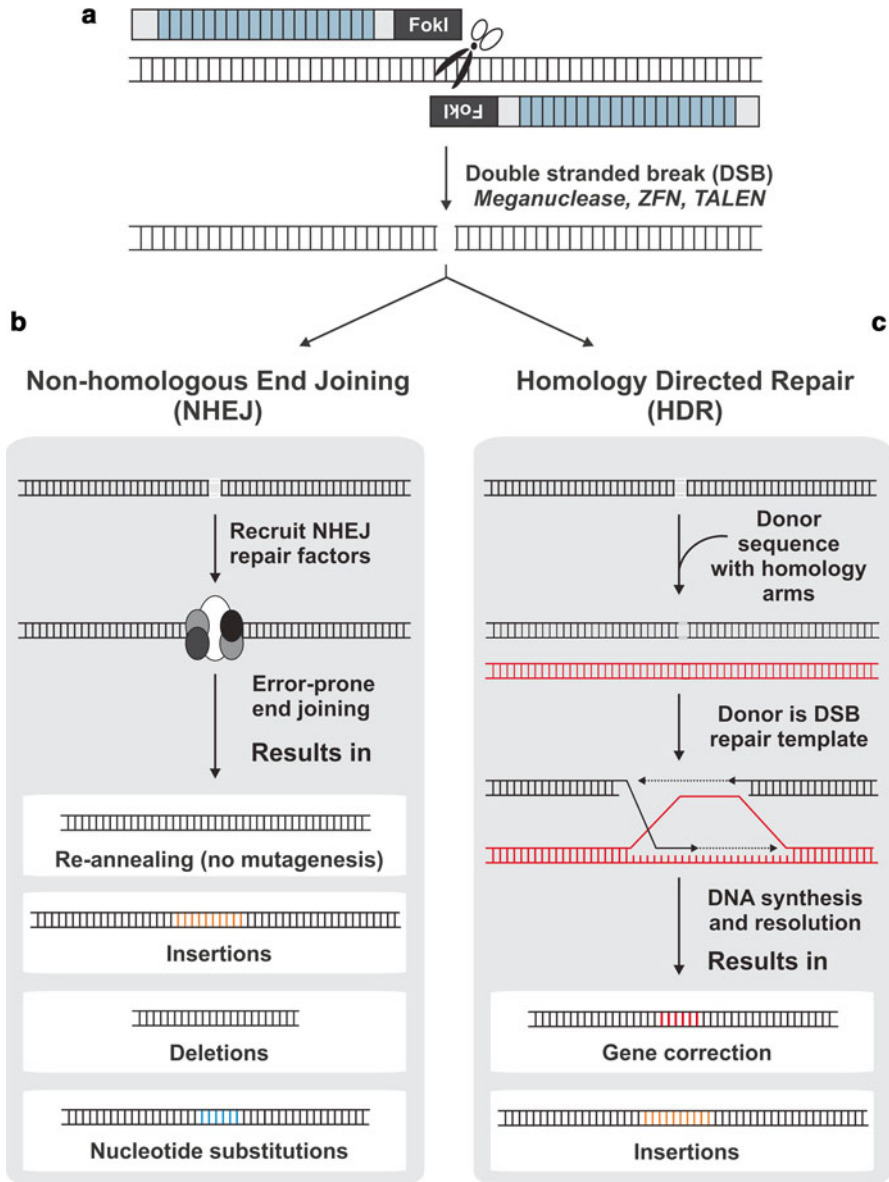 a
FokI
FokI
Double stranded break (DSB)
Meganuclease, ZFN, TALEN
b
Non-homologous End Joining
(NHEJ)
Recruit NHEJ
repair factors
Error-prone
end joining
Results in
Re-annealing (no mutagenesis)
Insertions
Deletions
Nucleotide substitutions
c
Homology Directed Repair
(HDR)
Donor
sequence
with homology
arms
Donor is DSB
repair template
DNA synthesis
and resolution
Results in
Gene correction
Insertions